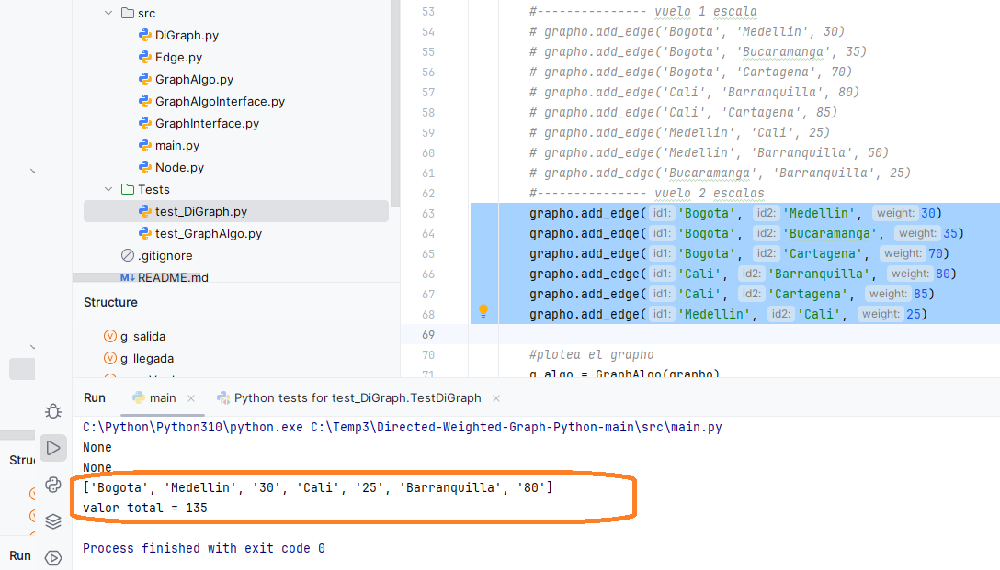 src
DiGraph.py
Edge.py
GraphAlgo.py
GraphAlgoInterface.py
GraphInterface.py
main.py
Node.py
Tests
test_DiGraph.py
test_GraphAlgo.py
.gitignore
M↓ README.md
Structure
V g_salida
V g_llegada
53 #--------------- vuelo 1 escala
54 # grapho.add_edge('Bogota', 'Medellin', 30)
55 # grapho.add_edge('Bogota', 'Bucaramanga', 35)
56 # grapho.add_edge('Bogota', 'Cartagena', 70)
57 # grapho.add_edge('Cali', 'Barranquilla', 80)
58 # grapho.add_edge('Cali', 'Cartagena', 85)
59 # grapho.add_edge('Medellin', 'Cali', 25)
60 # grapho.add_edge('Medellin', 'Barranquilla', 50)
61 # grapho.add_edge('Bucaramanga', 'Barranquilla', 25)
62 #--------------- vuelo 2 escalas
63 grapho.add_edge( id1: 'Bogota', id2: 'Medellin', weight: 30)
64 grapho.add_edge( id1: 'Bogota', id2: 'Bucaramanga', weight: 35)
65 grapho.add_edge( id1: 'Bogota', id2: 'Cartagena', weight: 70)
66 grapho.add_edge( id1: 'Cali', id2: 'Barranquilla', weight: 80)
67 grapho.add_edge( id1: 'Cali', id2: 'Cartagena', weight: 85)
68 grapho.add_edge( id1: 'Medellin', id2: 'Cali', weight: 25)
69
70 #plotea el grapho
71 g_algo = GraphAlgo(grapho)
Run main × Python tests for test_DiGraph.TestDiGraph ×
C:\Python\Python310\python.exe C:\Temp3\Directed-Weighted-Graph-Python-main\src\main.py
None
None
['Bogota', 'Medellin', '30', 'Cali', '25', 'Barranquilla', '80']
valor total = 135
Process finished with exit code 0
Run